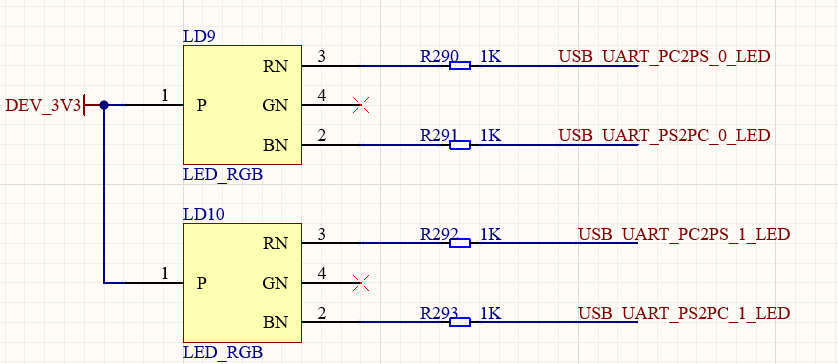 LD9
RN 3 R290 1K USB_UART_PC2PS_0_LED
DEV_3V3 1 P GN 4
BN 2 R291 1K USB_UART_PS2PC_0_LED
LED_RGB
LD10
RN 3 R292 1K USB_UART_PC2PS_1_LED
1 P GN 4
BN 2 R293 1K USB_UART_PS2PC_1_LED
LED_RGB